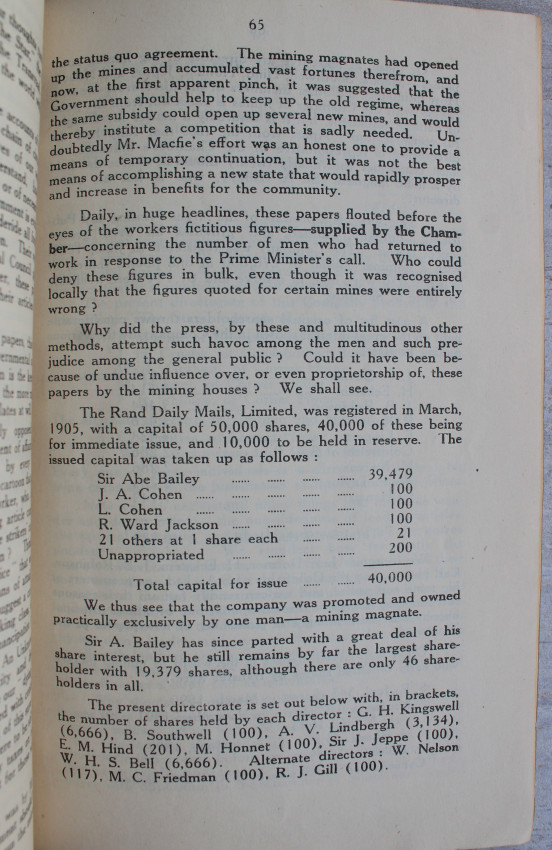 65
the status quo agreement. The mining magnates had opened
up the mines and accumulated vast fortunes therefrom, and
now, at the first apparent pinch, it was suggested that the
Government should help to keep up the old regime, whereas
the same subsidy could open up several new mines, and would
thereby institute a competition that is sadly needed. Un-
doubtedly Mr. Macfie's effort was an honest one to provide a
means of temporary continuation, but it was not the best
means of accomplishing a new state that would rapidly prosper
and increase in benefits for the community.
Daily, in huge headlines, these papers flouted before the
eyes of the workers fictitious figures—supplied by the Cham-
ber—concerning the number of men who had returned to
work in response to the Prime Minister's call. Who could
deny these figures in bulk, even though it was recognised
locally that the figures quoted for certain mines were entirely
wrong ?
Why did the press, by these and multitudinous other
methods, attempt such havoc among the men and such pre-
judice among the general public ? Could it have been be-
cause of undue influence over, or even proprietorship of, these
papers by the mining houses ? We shall see.
The Rand Daily Mails, Limited, was registered in March,
1905, with a capital of 50,000 shares, 40,000 of these being
for immediate issue, and 10,000 to be held in reserve. The
issued capital was taken up as follows :
Sir Abe Bailey ...... ...... ...... ...... 39,479
J. A. Cohen ...... ...... ...... ...... ...... 100
L. Cohen ...... ...... ...... ...... 100
R. Ward Jackson ...... ...... ...... ...... 100
21 others at 1 share each ...... ...... 21
Unappropriated ...... ...... ...... ...... 200
Total capital for issue ...... ...... 40,000
We thus see that the company was promoted and owned
practically exclusively by one man—a mining magnate.
Sir A. Bailey has since parted with a great deal of his
share interest, but he still remains by far the largest share-
holder with 19,379 shares, although there are only 46 share-
holders in all.
The present directorate is set out below with, in brackets,
the number of shares held by each director : G. H. Kingswell
(6,666), B. Southwell (100), A. V. Lindbergh (3,134),
E. M. Hind (201), M. Honnet (100), Sir J. Jeppe (100),
W. H. S. Bell (6,666). Alternate directors : W. Nelson
(117), M. C. Friedman (100), R. J. Gill (100).